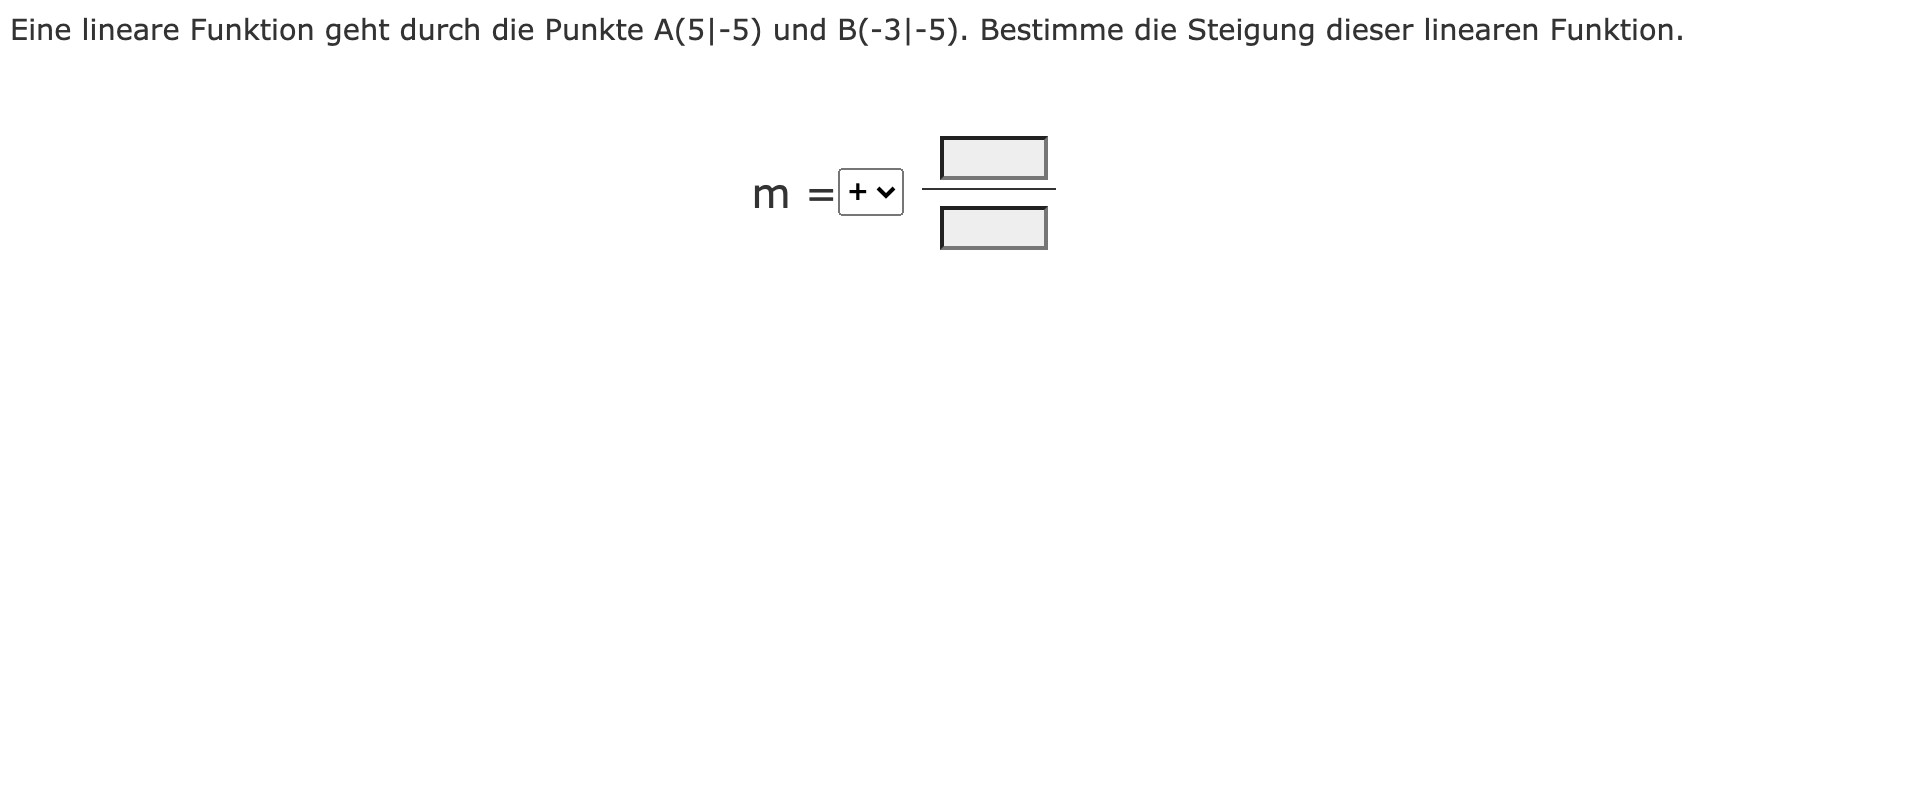 Eine lineare Funktion geht durch die Punkte A(5|-5) und B(-3|-5). Bestimme die Steigung dieser linearen Funktion.
m = +